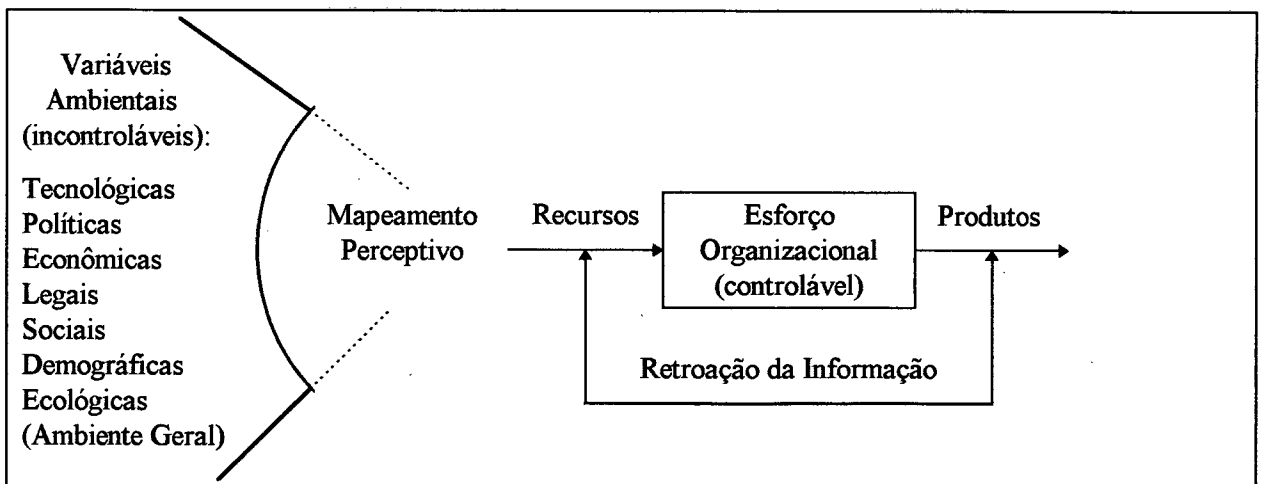 Variáveis
Ambientais
(incontroláveis):
Tecnológicas
Políticas
Econômicas
Legais
Sociais
Demográficas
Ecológicas
(Ambiente Geral)
Mapeamento
Perceptivo
Recursos
Esforço
Organizacional
(controlável)
Produtos
Retroação da Informação